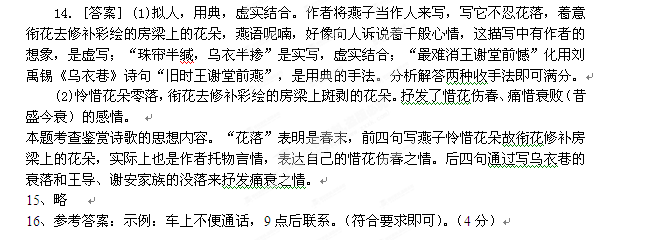 14. [答案] (1)拟人，用典，虚实结合。作者将燕子当作人来写，写它不忍花落，着意
衔花去修补彩绘的房梁上的花朵，燕语呢喃，好像向人诉说着千般心情，这描写中有作者的
想象，是虚写；“珠帘半缄，乌衣半掺”是实写，虚实结合；“最难消王谢堂前憾”化用刘
禹锡《乌衣巷》诗句“旧时王谢堂前燕”，是用典的手法。分析解答两种收手法即可满分。
(2)怜惜花朵零落，衔花去修补彩绘的房梁上斑剥的花朵。抒发了惜花伤春、痛惜衰败(昔
盛今衰）的感情。
本题考查鉴赏诗歌的思想内容。“花落”表明是春末，前四句写燕子怜惜花朵故衔花修补房
梁上的花朵，实际上也是作者托物言情，表达自己的惜花伤春之情。后四句通过写乌衣巷的
衰落和王导、谢安家族的没落来抒发痛衰之情。
15、略
16、参考答案：示例：车上不便通话，9点后联系。（符合要求即可）。（4分）